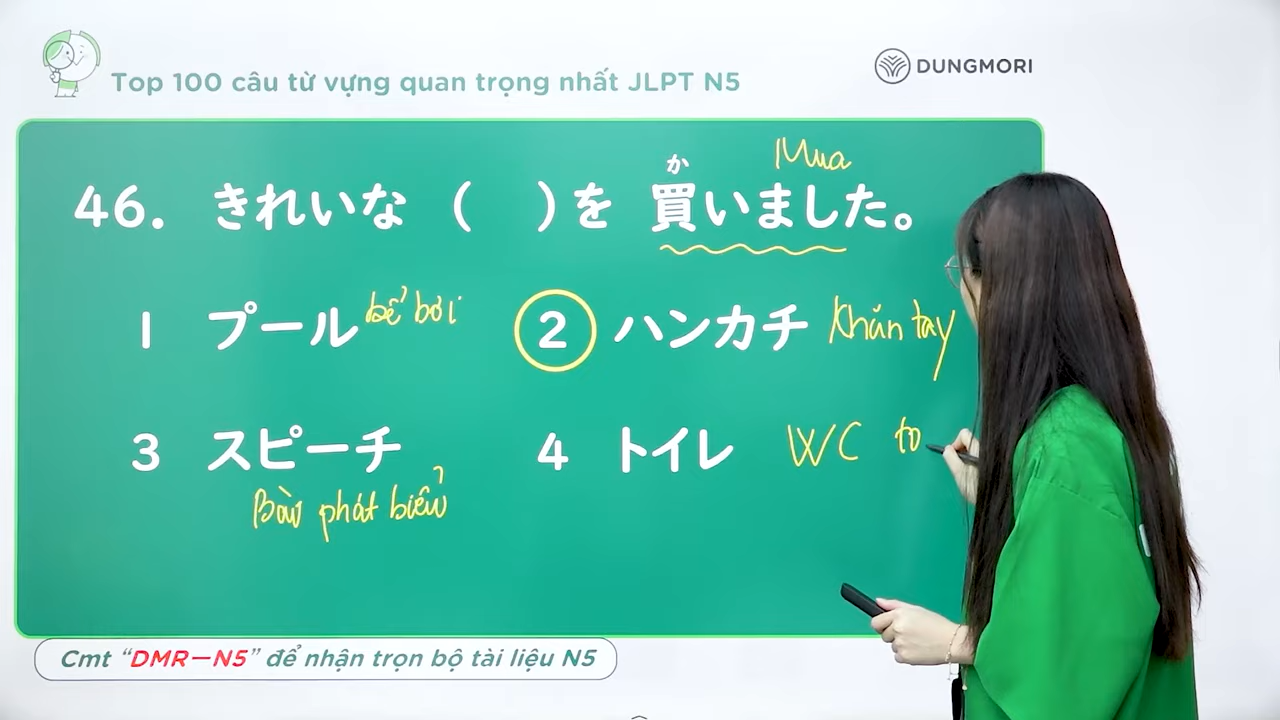 Top 100 câu từ vựng quan trọng nhất JLPT N5
DUNGMORI
Mua
か
46. きれいな ( )を 買いました。
1 プール bể bơi
2 ハンカチ Khăn tay
3 スピーチ
4 トイレ WC to
Bài phát biểu
Cmt “DMR—N5” để nhận trọn bộ tài liệu N5